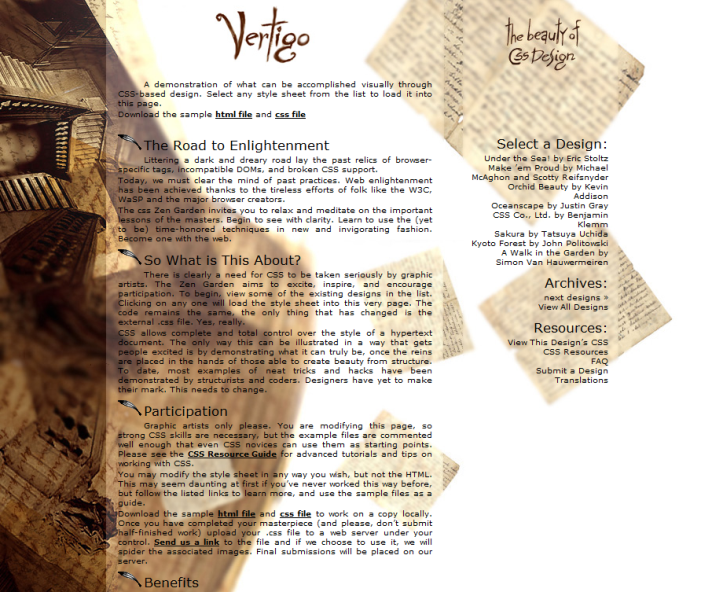 Vertigo
the beauty of
CSS Design
A demonstration of what can be accomplished visually through
CSS-based design. Select any style sheet from the list to load it into
this page.
Download the sample html file and css file
The Road to Enlightenment
Littering a dark and dreary road lay the past relics of browser-
specific tags, incompatible DOMs, and broken CSS support.
Today, we must clear the mind of past practices. Web enlightenment
has been achieved thanks to the tireless efforts of folk like the W3C,
WaSP and the major browser creators.
The css Zen Garden invites you to relax and meditate on the important
lessons of the masters. Begin to see with clarity. Learn to use the (yet
to be) time-honored techniques in new and invigorating fashion.
Become one with the web.
So What is This About?
There is clearly a need for CSS to be taken seriously by graphic
artists. The Zen Garden aims to excite, inspire, and encourage
participation. To begin, view some of the existing designs in the list.
Clicking on any one will load the style sheet into this very page. The
code remains the same, the only thing that has changed is the
external .css file. Yes, really.
CSS allows complete and total control over the style of a hypertext
document. The only way this can be illustrated in a way that gets
people excited is by demonstrating what it can truly be, once the reins
are placed in the hands of those able to create beauty from structure.
To date, most examples of neat tricks and hacks have been
demonstrated by structurists and coders. Designers have yet to make
their mark. This needs to change.
Participation
Graphic artists only please. You are modifying this page, so
strong CSS skills are necessary, but the example files are commented
well enough that even CSS novices can use them as starting points.
Please see the CSS Resource Guide for advanced tutorials and tips on
working with CSS.
You may modify the style sheet in any way you wish, but not the HTML.
This may seem daunting at first if you've never worked this way before,
but follow the listed links to learn more, and use the sample files as a
guide.
Download the sample html file and css file to work on a copy locally.
Once you have completed your masterpiece (and please, don't submit
half-finished work) upload your .css file to a web server under your
control. Send us a link to the file and if we choose to use it, we will
spider the associated images. Final submissions will be placed on our
server.
Benefits
Select a Design:
Under the Sea! by Eric Stoltz
Make 'em Proud by Michael
McAghon and Scotty Reifsnyder
Orchid Beauty by Kevin
Addison
Oceanscape by Justin Gray
CSS Co., Ltd. by Benjamin
Klemm
Sakura by Tatsuya Uchida
Kyoto Forest by John Politowski
A Walk in the Garden by
Simon Van Hauwermeiren
Archives:
next designs »
View All Designs
Resources:
View This Design's CSS
CSS Resources
FAQ
Submit a Design
Translations